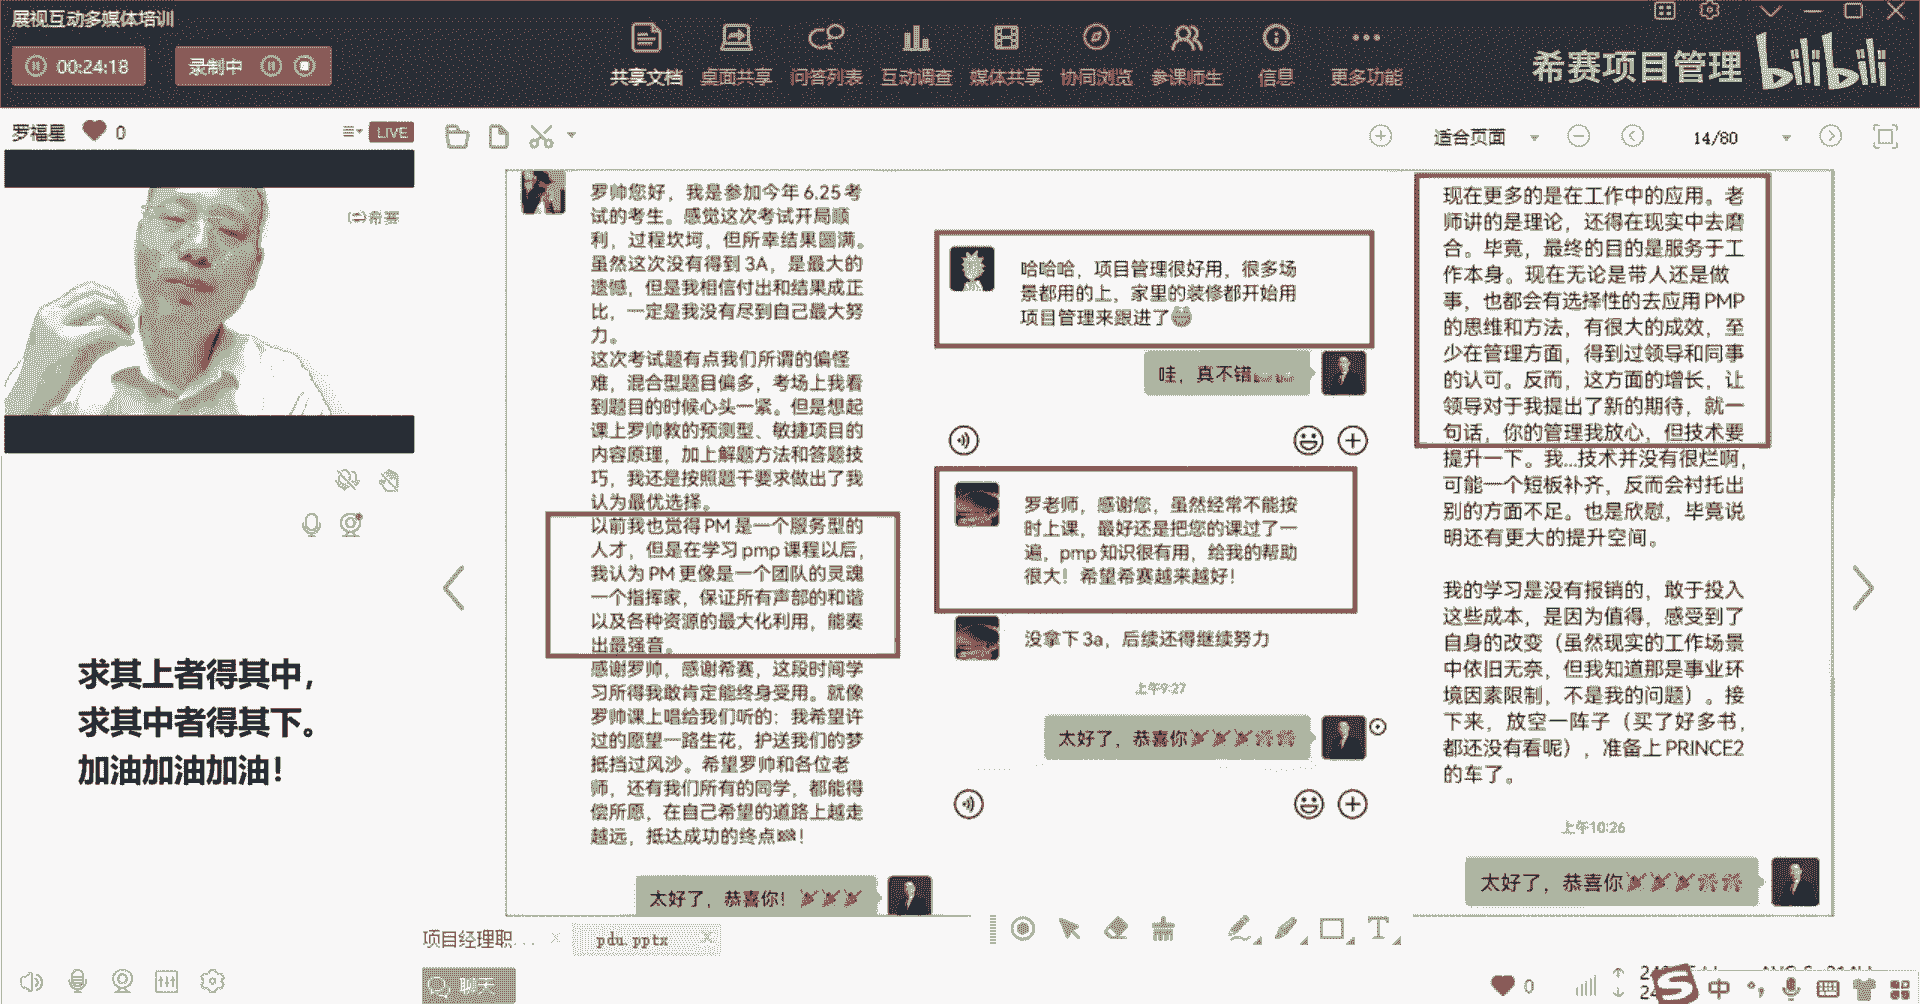 展视互动多媒体培训
00:24:18
录制中
共享文档
桌面共享
问答列表
互动调查
媒体共享
协同浏览
参课师生
信息
更多功能
希赛项目管理
bilibili
罗福星
0
LIVE
适合页面
14/80
希赛
求其上者得其中，
求其中者得其下。
加油加油加油！
罗帅您好，我是参加今年 6.25 考
试的考生。感觉这次考试开局顺
利，过程坎坷，但所幸结果圆满。
虽然这次没有得到 3A，是最大的
遗憾，但是我相信付出和结果成正
比，一定是我没有尽到自己最大努
力。
这次考试题有点我们所谓的偏怪
难，混合型题目偏多，考场上我看
到题目的时候心头一紧。但是想起
课上罗帅教的预测型、敏捷项目的
内容原理，加上解题方法和答题技
巧，我还是按照题干要求做出了我
认为最优选择。
以前我也觉得 PM 是一个服务型的
人才，但是在学习 pmp 课程以后，
我认为 PM 更像是一个团队的灵魂
一个指挥家，保证所有声部的和谐
以及各种资源的最大化利用，能奏
出最强音。
感谢罗帅，感谢希赛，这段时间学
习所得我敢肯定能终身受用。就像
罗帅课上唱给我们听的：我希望许
过的愿望一路生花，护送我们的梦
抵挡过风沙。希望罗帅和各位老
师，还有我们所有的同学，都能得
偿所愿，在自己希望的道路上越走
越远，抵达成功的终点！
太好了，恭喜你！
哈哈哈，项目管理很好用，很多场
景都用的上，家里的装修都开始用
项目管理来跟进了
哇，真不错
罗老师，感谢您，虽然经常不能按
时上课，最好还是把您的课过了一
遍，pmp 知识很有用，给我的帮助
很大！希望希赛越来越好！
没拿下 3a，后续还得继续努力
上午9:27
太好了，恭喜你
现在更多的是在工作中的应用。老
师讲的是理论，还得在现实中去磨
合。毕竟，最终的目的是服务于工
作本身。现在无论是带人还是做
事，也都会有选择性的去应用 PMP
的思维和方法，有很大的成效，至
少在管理方面，得到过领导和同事
的认可。反而，这方面的增长，让
领导对于我提出了新的期待，就一
句话，你的管理我放心，但技术要
提升一下。我...技术并没有很烂啊，
可能一个短板补齐，反而会衬托出
别的方面不足。也是欣慰，毕竟说
明还有更大的提升空间。
我的学习是没有报销的，敢于投入
这些成本，是因为值得，感受到了
自身的改变（虽然现实的工作场景
中依旧无奈，但我知道那是事业环
境因素限制，不是我的问题）。接
下来，放空一阵子（买了好多书，
都还没有看呢），准备上 PRINCE2
的车了。
上午10:26
太好了，恭喜你
项目经理职...
pdu.pptx
聊天
0
中